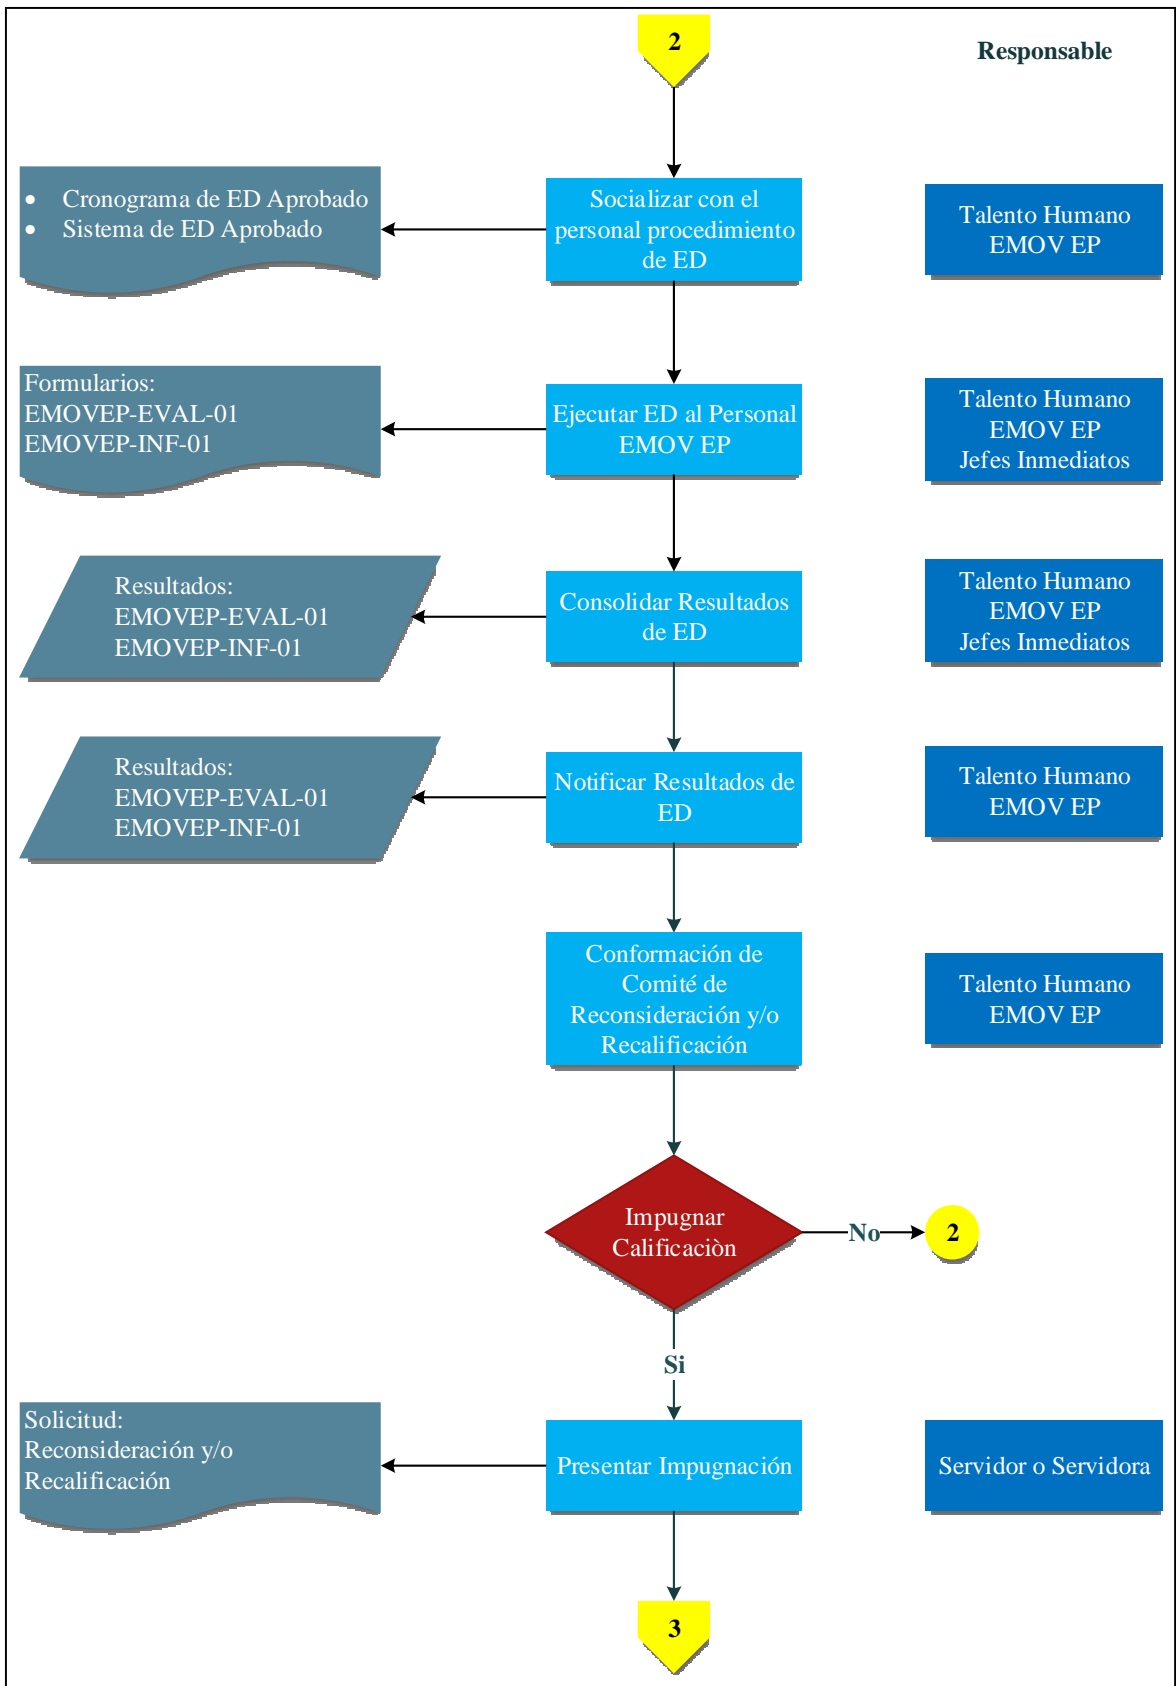 2
Responsable
• Cronograma de ED Aprobado
• Sistema de ED Aprobado
Socializar con el
personal procedimiento
de ED
Talento Humano
EMOV EP
Formularios:
EMOVEP-EVAL-01
EMOVEP-INF-01
Ejecutar ED al Personal
EMOV EP
Talento Humano
EMOV EP
Jefes Inmediatos
Resultados:
EMOVEP-EVAL-01
EMOVEP-INF-01
Consolidar Resultados
de ED
Talento Humano
EMOV EP
Jefes Inmediatos
Resultados:
EMOVEP-EVAL-01
EMOVEP-INF-01
Notificar Resultados de
ED
Talento Humano
EMOV EP
Conformación de
Comité de
Reconsideración y/o
Recalificación
Talento Humano
EMOV EP
Impugnar
Calificaciòn
No
2
Si
Solicitud:
Reconsideración y/o
Recalificación
Presentar Impugnación
Servidor o Servidora
3